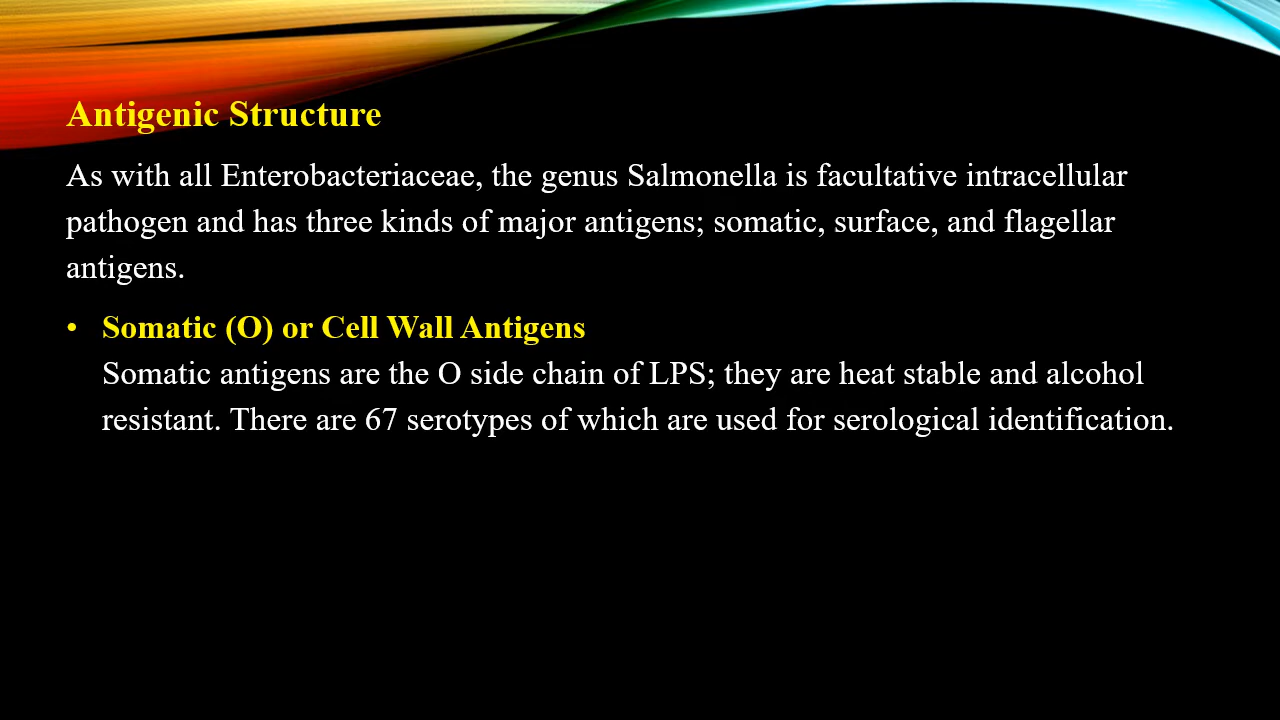 Antigenic Structure
As with all Enterobacteriaceae, the genus Salmonella is facultative intracellular
pathogen and has three kinds of major antigens; somatic, surface, and flagellar
antigens.
• Somatic (O) or Cell Wall Antigens
Somatic antigens are the O side chain of LPS; they are heat stable and alcohol
resistant. There are 67 serotypes of which are used for serological identification.